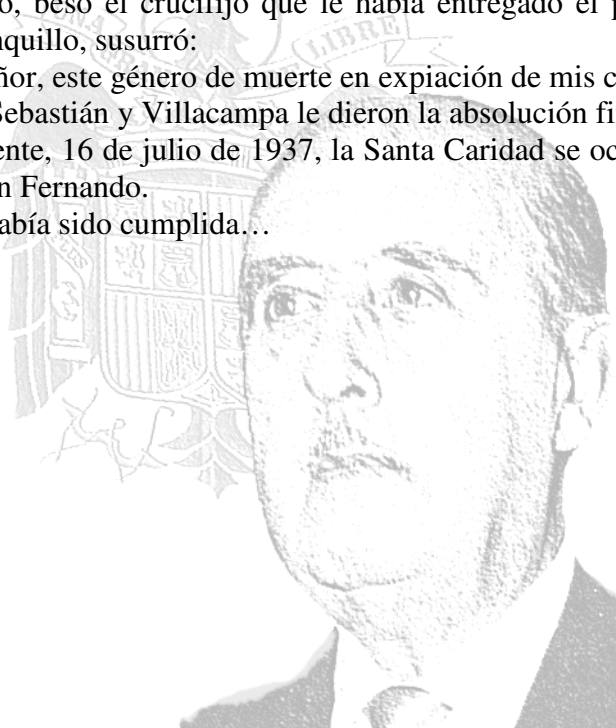 o, besó el crucifijo que le había entregado el p
nquillo, susurró:
ñor, este género de muerte en expiación de mis c
Sebastián y Villacampa le dieron la absolución fi
ente, 16 de julio de 1937, la Santa Caridad se oc
n Fernando.
abía sido cumplida…
LIBRE